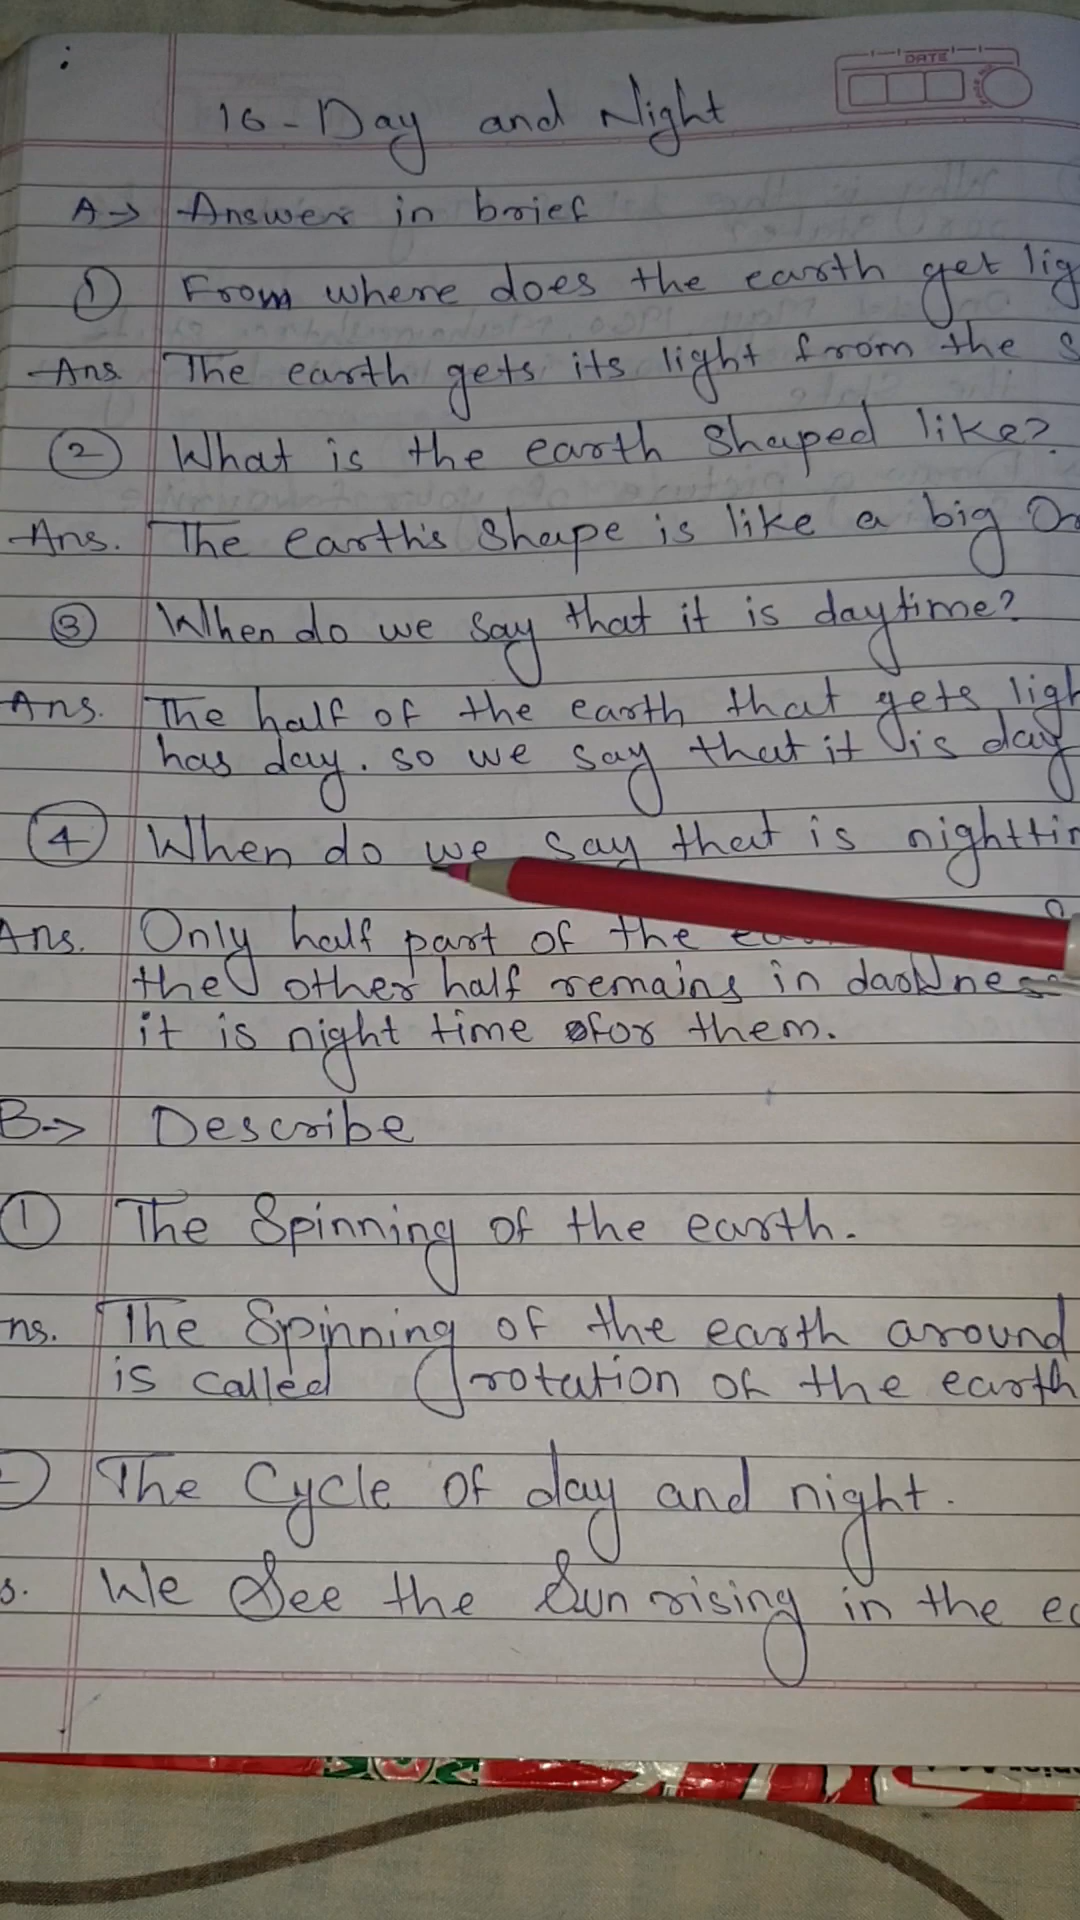 DATE
16 - Day and Night
A → Answer in brief
① From where does the earth get lig
Ans. The earth gets its light from the s
② What is the earth shaped like?
Ans. The earth's shape is like a big Or
③ When do we say that it is daytime?
Ans. The half of the earth that gets ligh
has day. so we say that it is day
④ When do we say that is nighttim
Ans. Only half part of the
the other half remains in darkness
it is night time for them.
B → Describe
① The Spinning of the earth.
ns. The Spinning of the earth around
is called rotation of the earth
The Cycle of day and night.
s. We See the Sun rising in the ea